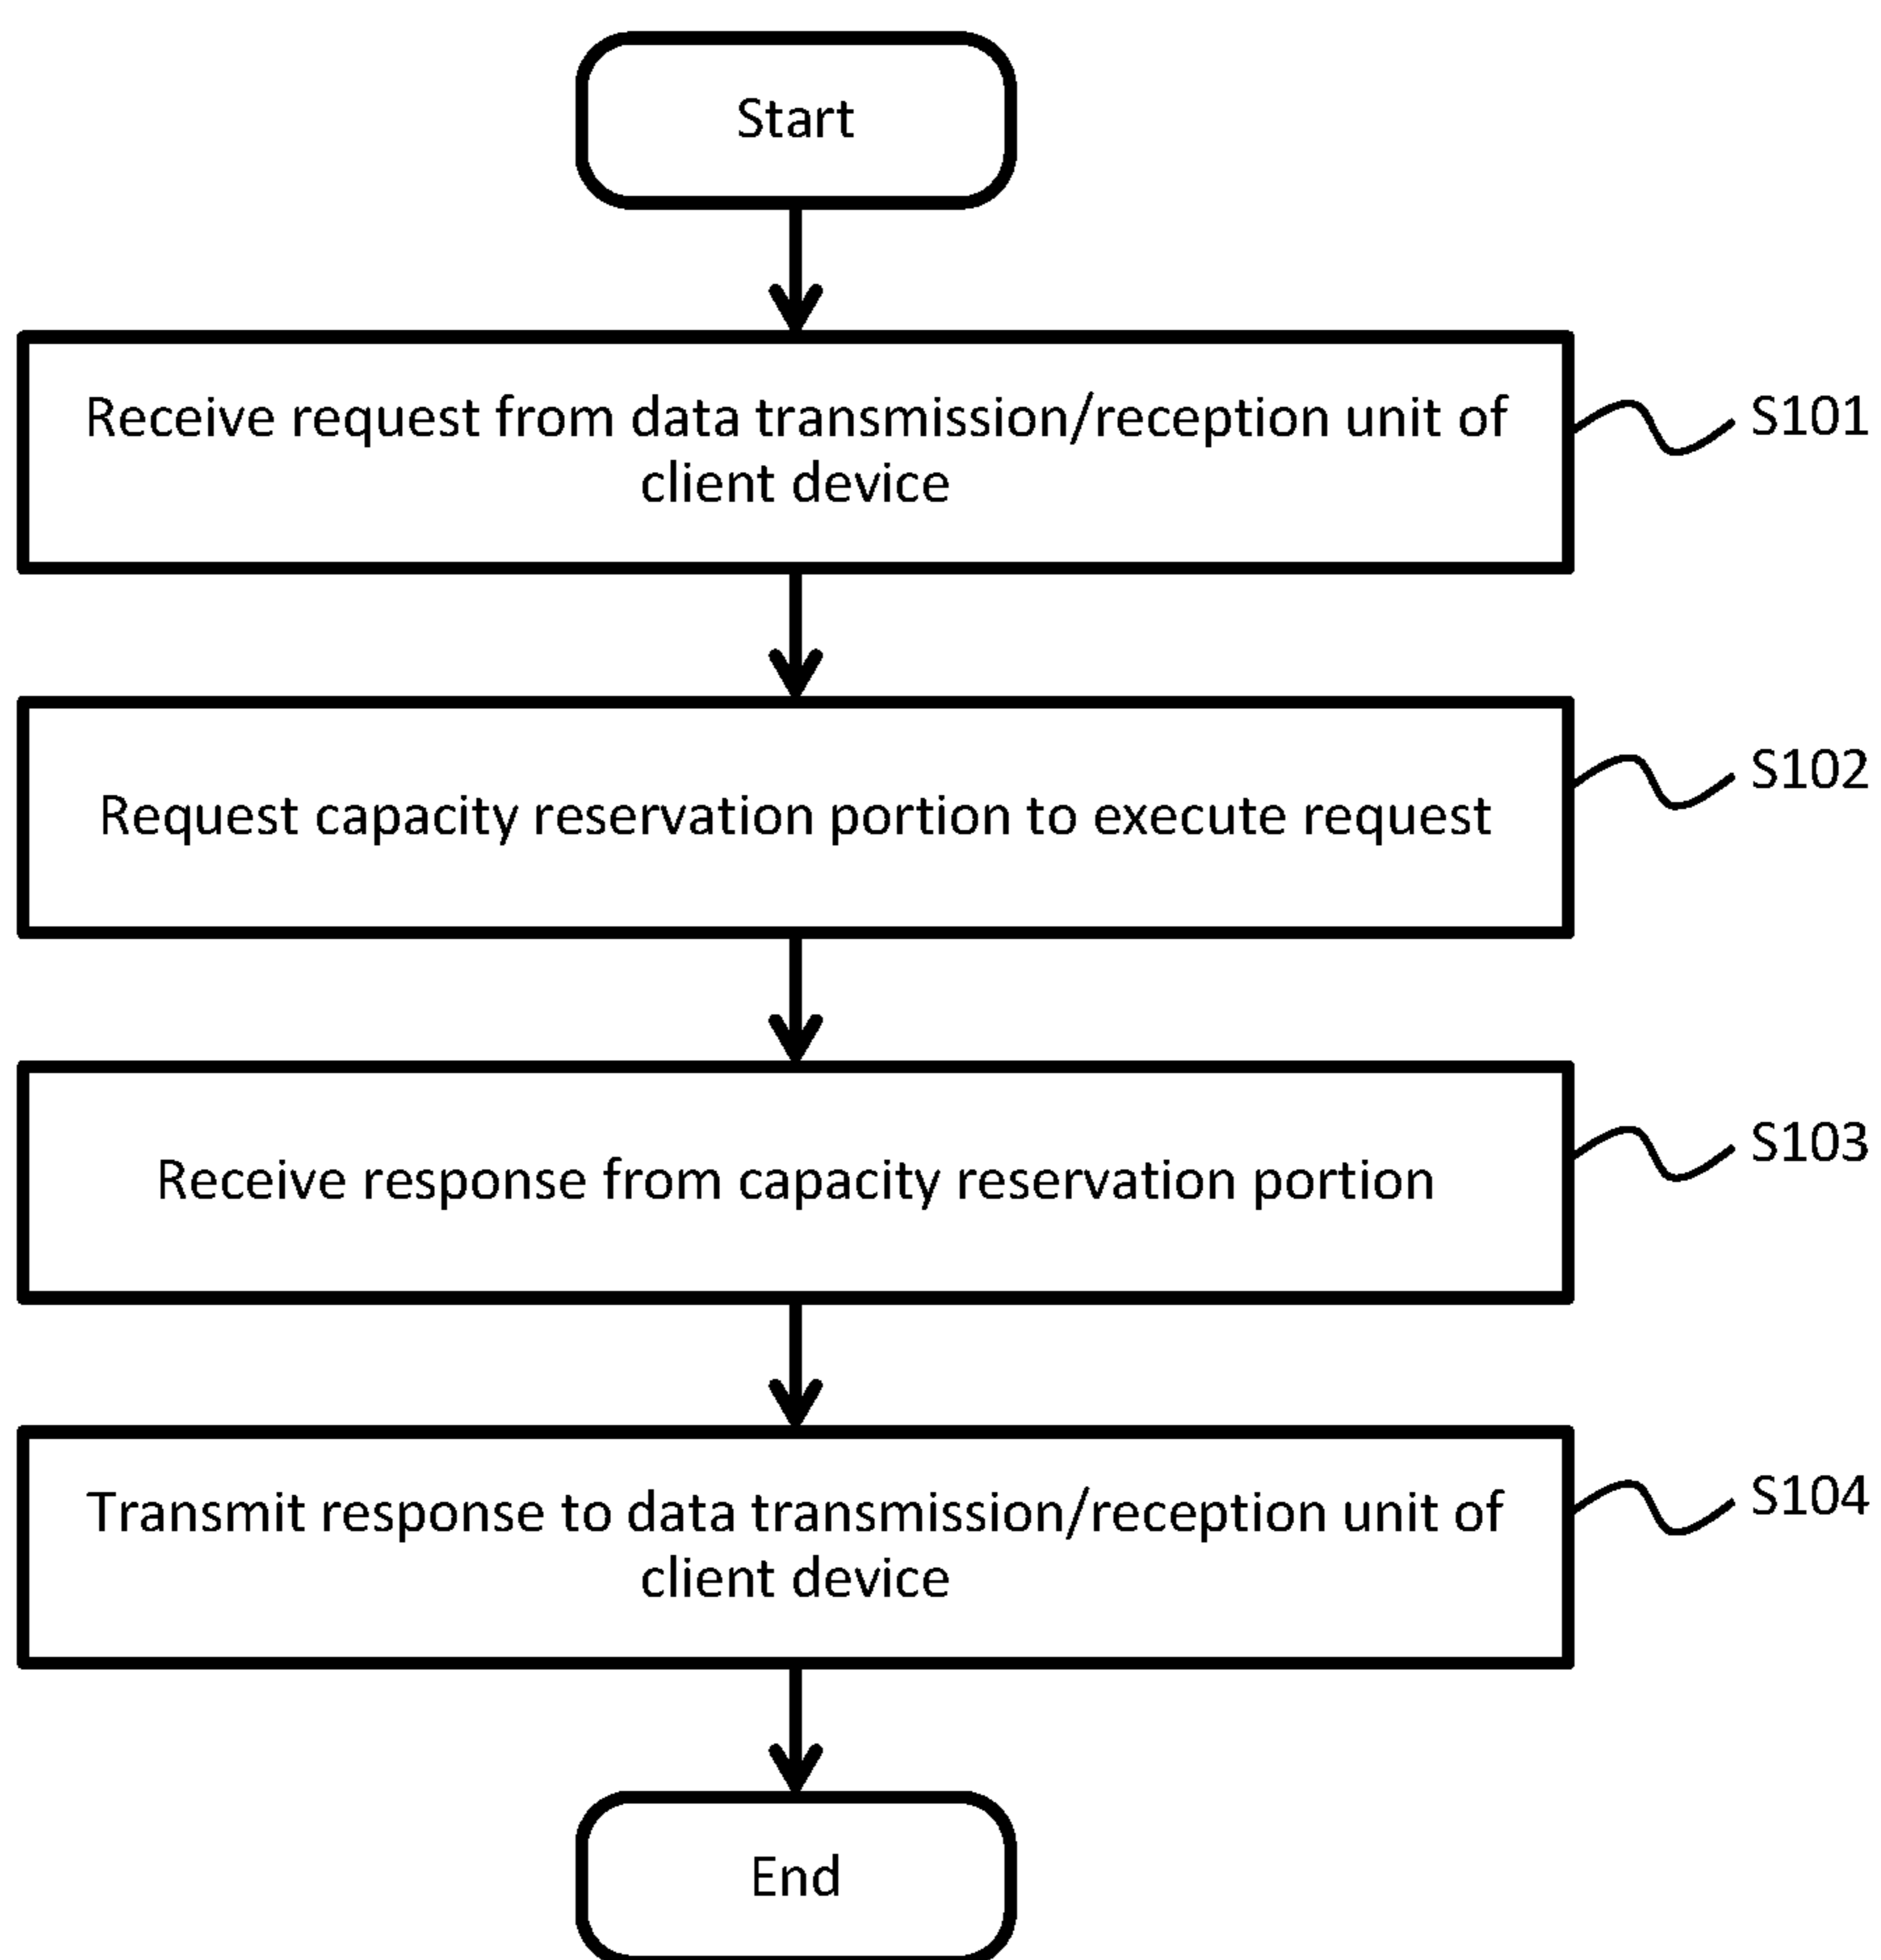 Start
Receive request from data transmission/reception unit of
client device
S101
Request capacity reservation portion to execute request
S102
Receive response from capacity reservation portion
S103
Transmit response to data transmission/reception unit of
client device
S104
End